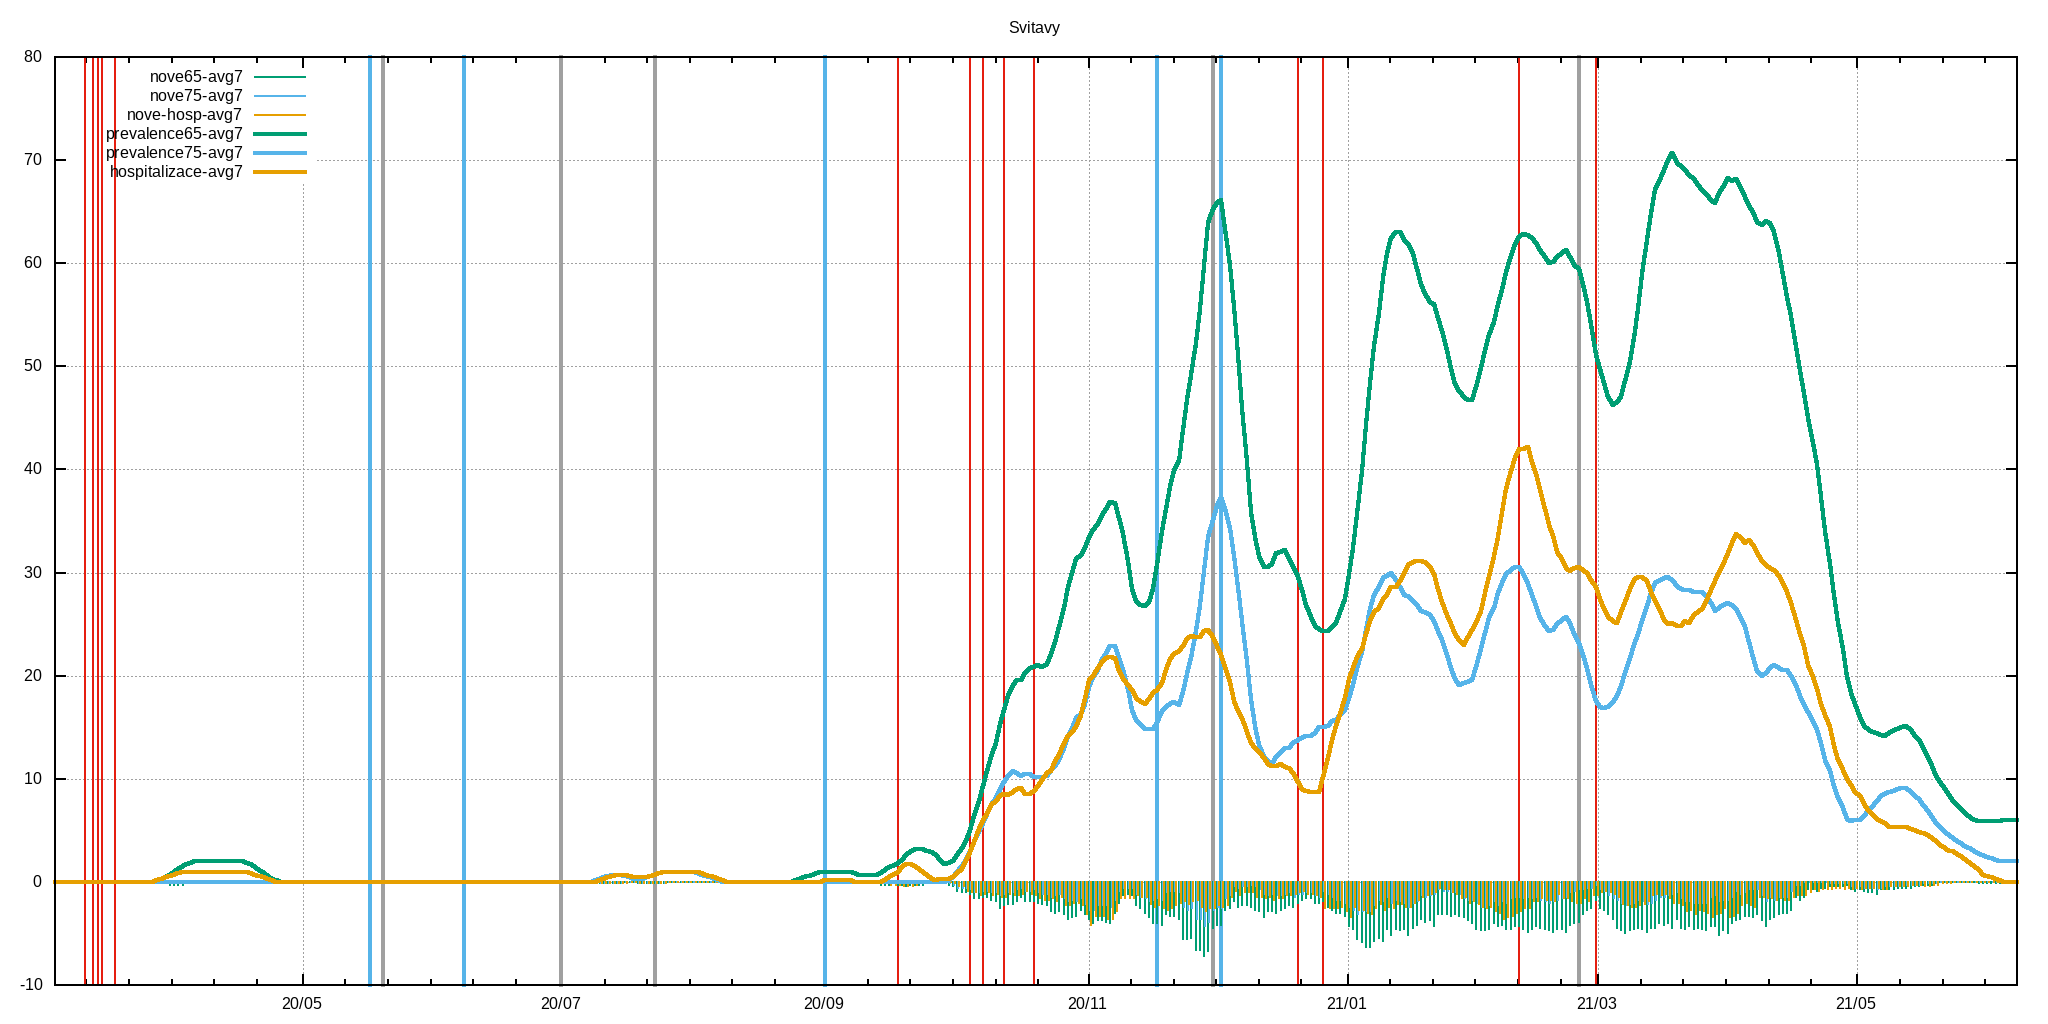 Svitavy
80
70
60
50
40
30
20
10
0
-10
nove65-avg7
nove75-avg7
nove-hosp-avg7
prevalence65-avg7
prevalence75-avg7
hospitalizace-avg7
20/05 20/07 20/09 20/11 21/01 21/03 21/05